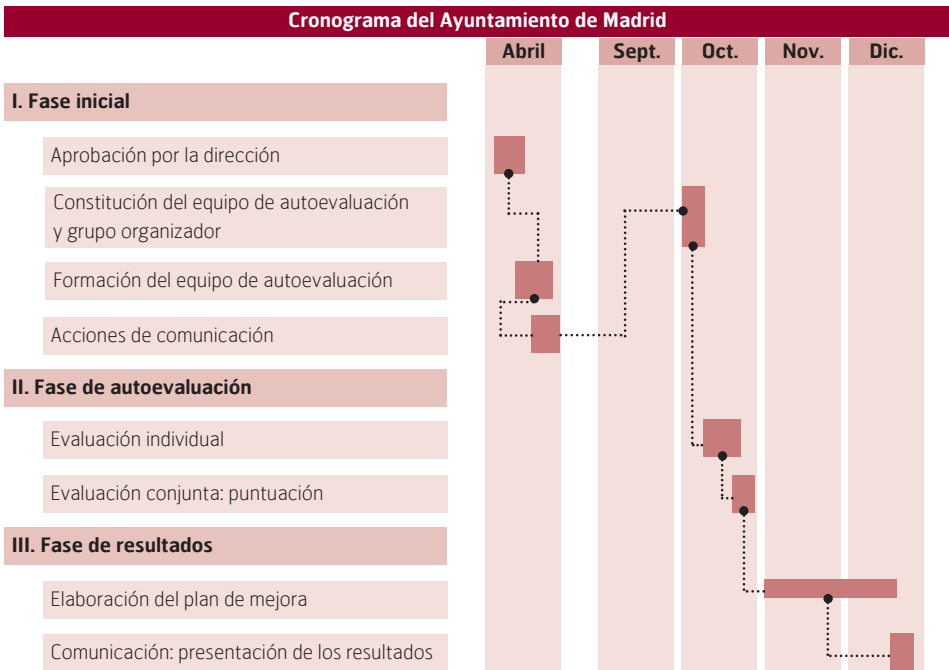 Cronograma del Ayuntamiento de Madrid
Abril Sept. Oct. Nov. Dic.
I. Fase inicial
Aprobación por la dirección
Constitución del equipo de autoevaluación
y grupo organizador
Formación del equipo de autoevaluación
Acciones de comunicación
II. Fase de autoevaluación
Evaluación individual
Evaluación conjunta: puntuación
III. Fase de resultados
Elaboración del plan de mejora
Comunicación: presentación de los resultados